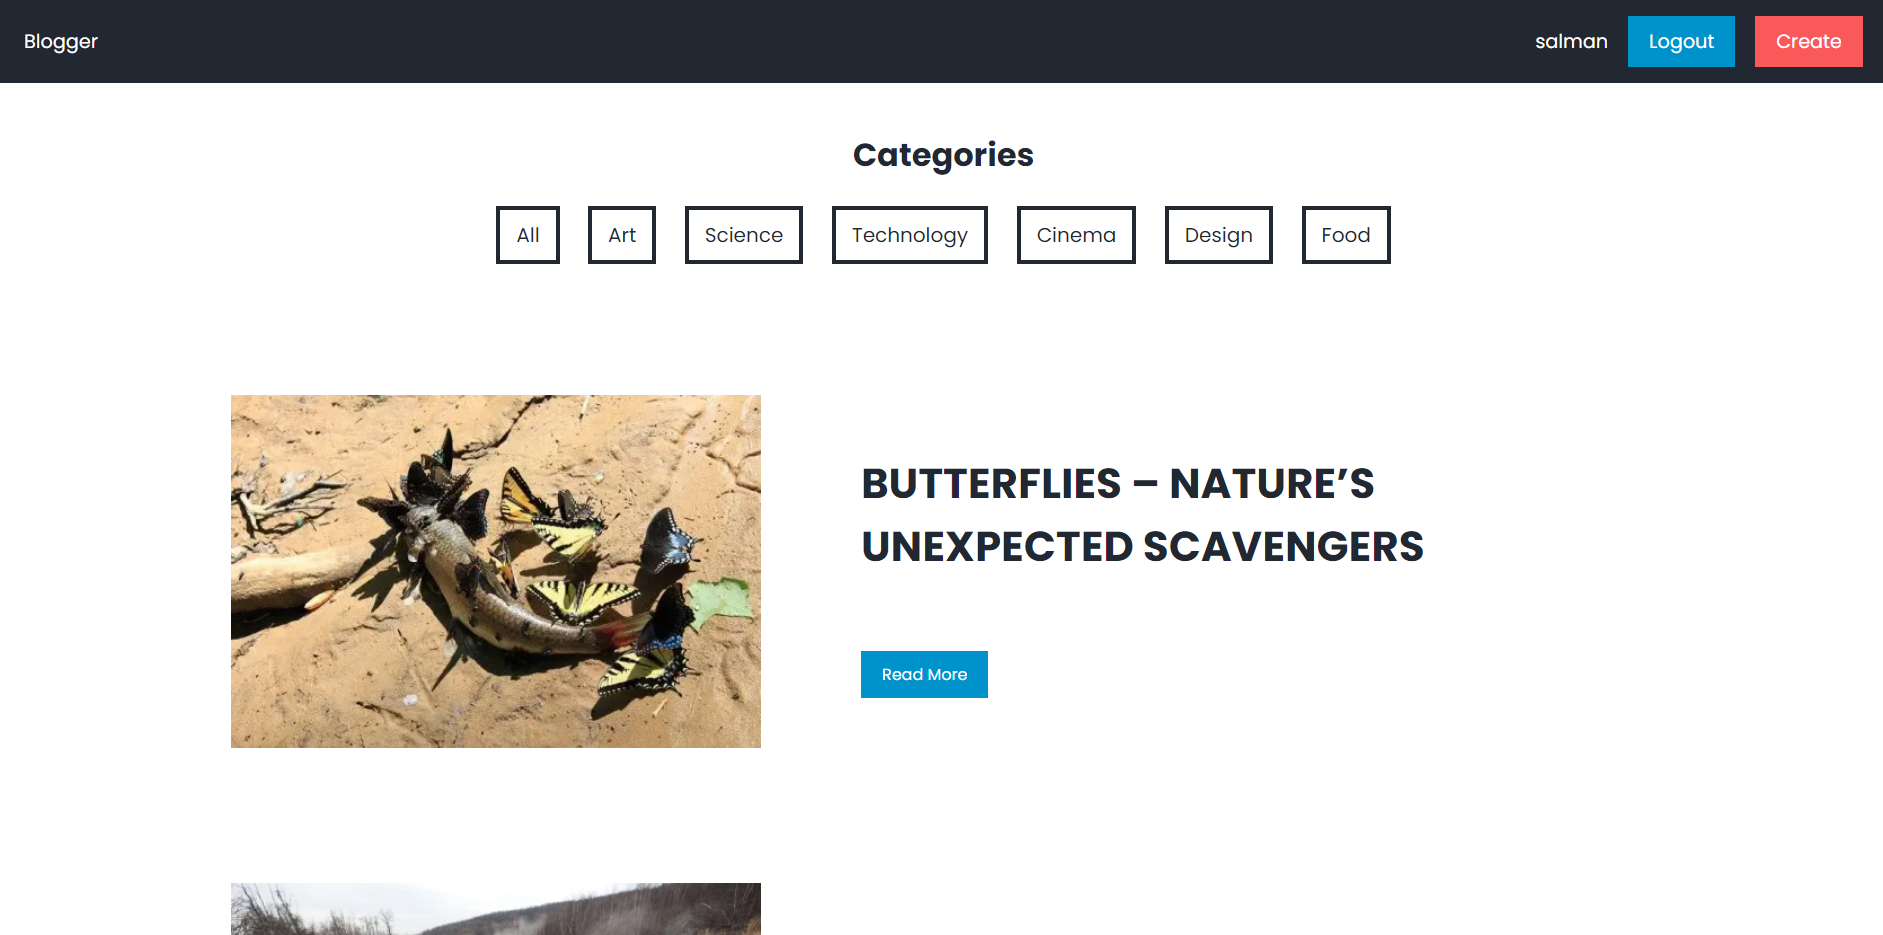 Blogger
salman
Logout
Create
Categories
All
Art
Science
Technology
Cinema
Design
Food
BUTTERFLIES – NATURE’S
UNEXPECTED SCAVENGERS
Read More